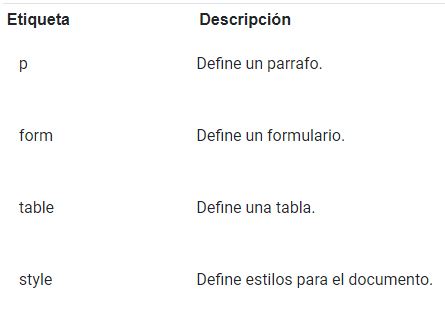 Etiqueta Descripción
p Define un parrafo.
form Define un formulario.
table Define una tabla.
style Define estilos para el documento.